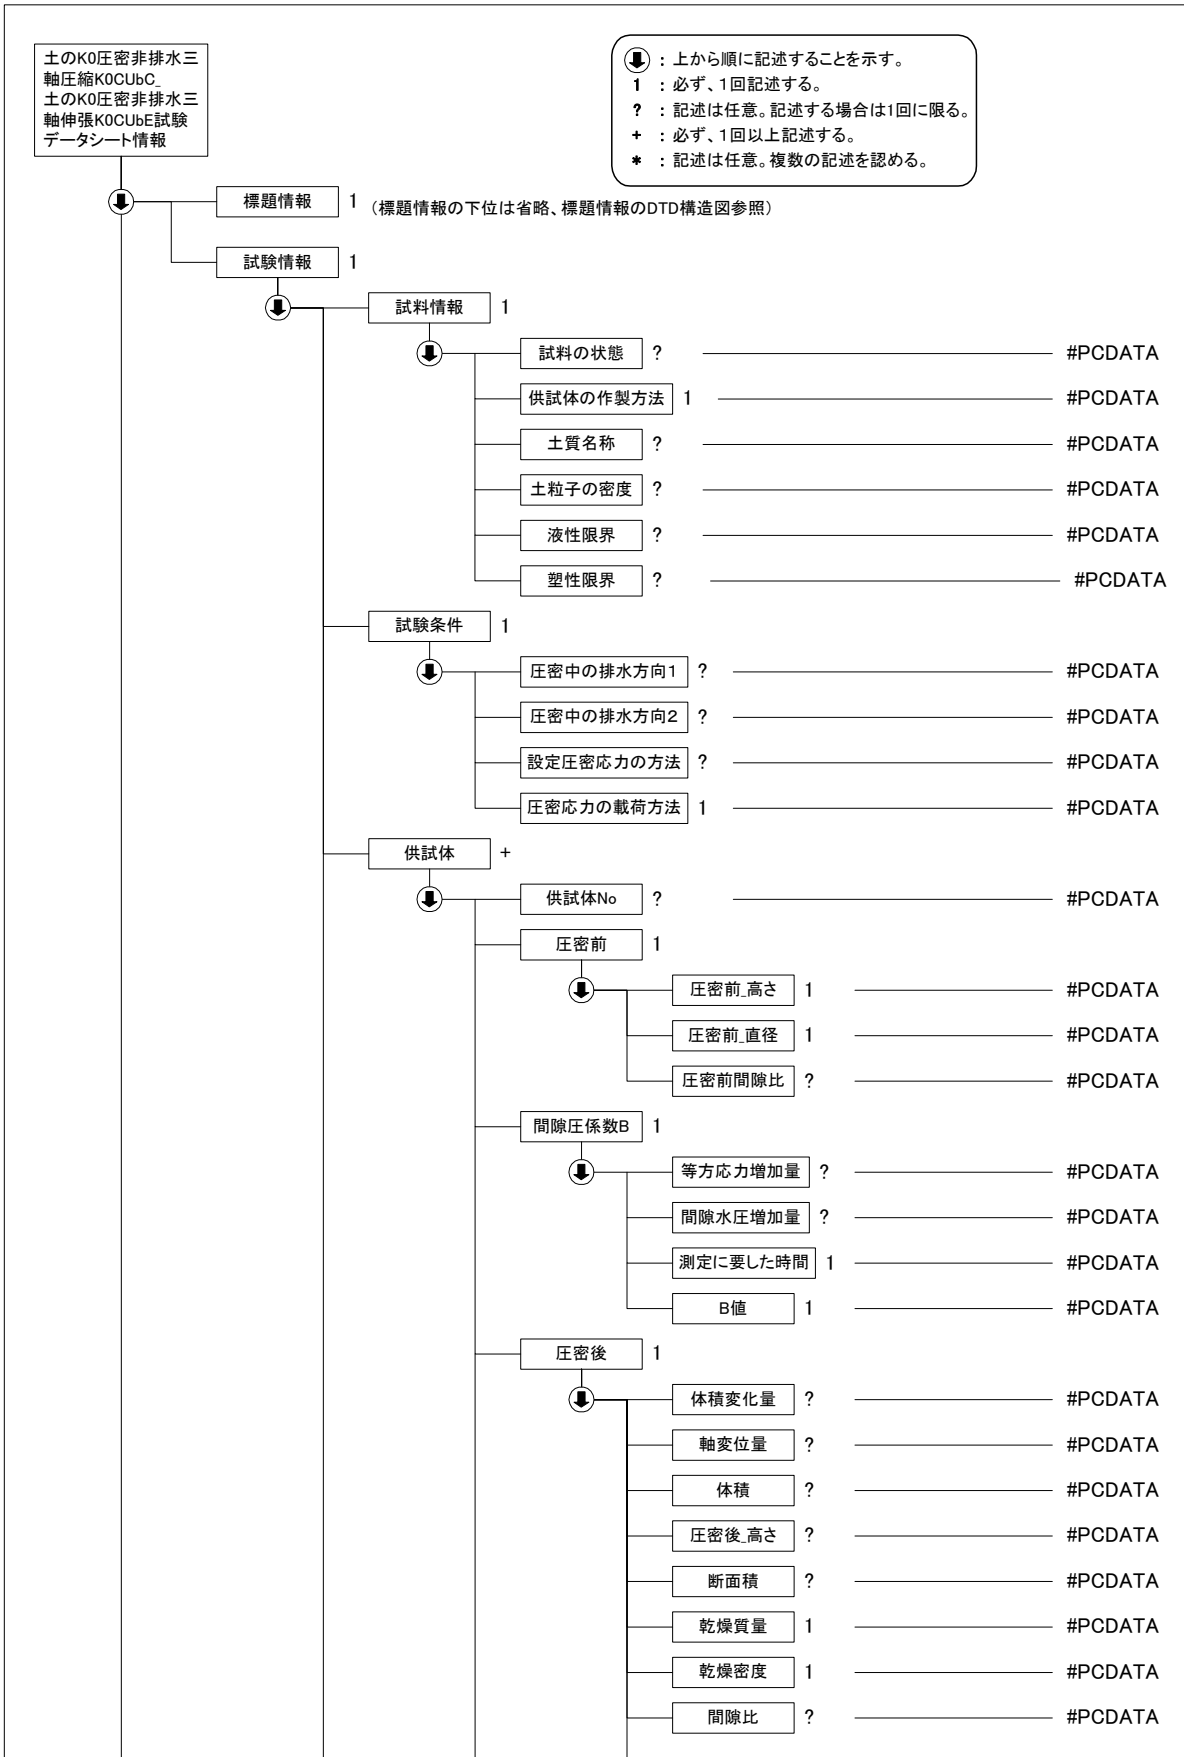 土のK0圧密非排水三
軸圧縮K0CUbC_
土のK0圧密非排水三
軸伸張K0CUbE試験
データシート情報
：上から順に記述することを示す。
1 ：必ず、1回記述する。
? ：記述は任意。記述する場合は1回に限る。
+ ：必ず、1回以上記述する。
* ：記述は任意。複数の記述を認める。
標題情報 1 （標題情報の下位は省略、標題情報のDTD構造図参照）
試験情報 1
試料情報 1
試料の状態 ? #PCDATA
供試体の作製方法 1 #PCDATA
土質名称 ? #PCDATA
土粒子の密度 ? #PCDATA
液性限界 ? #PCDATA
塑性限界 ? #PCDATA
試験条件 1
圧密中の排水方向1 ? #PCDATA
圧密中の排水方向2 ? #PCDATA
設定圧密応力の方法 ? #PCDATA
圧密応力の載荷方法 1 #PCDATA
供試体 +
供試体No ? #PCDATA
圧密前 1
圧密前_高さ 1 #PCDATA
圧密前_直径 1 #PCDATA
圧密前間隙比 ? #PCDATA
間隙圧係数B 1
等方応力増加量 ? #PCDATA
間隙水圧増加量 ? #PCDATA
測定に要した時間 1 #PCDATA
B値 1 #PCDATA
圧密後 1
体積変化量 ? #PCDATA
軸変位量 ? #PCDATA
体積 ? #PCDATA
圧密後_高さ ? #PCDATA
断面積 ? #PCDATA
乾燥質量 1 #PCDATA
乾燥密度 1 #PCDATA
間隙比 ? #PCDATA